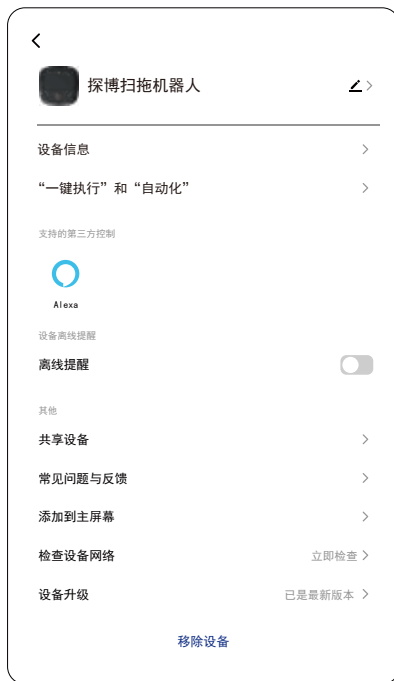 探博扫拖机器人
设备信息
“一键执行”和“自动化”
支持的第三方控制
Alexa
设备离线提醒
离线提醒
其他
共享设备
常见问题与反馈
添加到主屏幕
检查设备网络 立即检查
设备升级 已是最新版本
移除设备